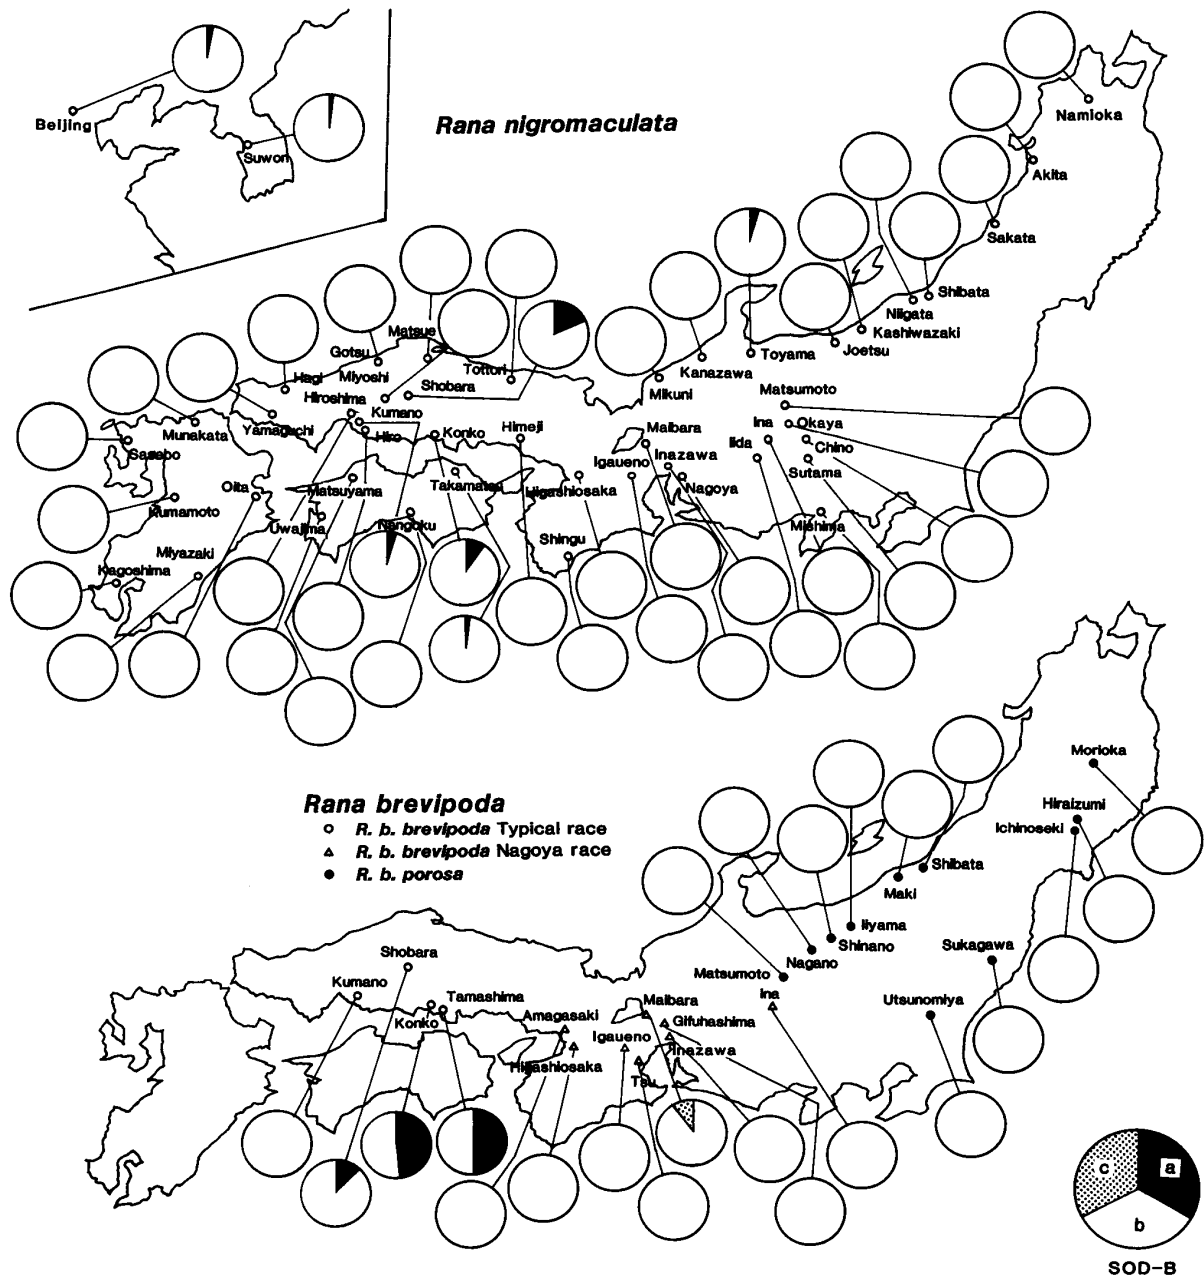 Rana nigromaculata
Beijing
Suwon
Namioka
Akita
Sakata
Shibata
Niigata
Kashiwazaki
Joetsu
Toyama
Kanazawa
Mikuni
Matsue
Gotsu
Miyoshi
Tottori
Shobara
Hagi
Hiroshima
Kumano
Hiro
Konko
Himeji
Yamaguchi
Munakata
Sasebo
Kumamoto
Oita
Miyazaki
Kagoshima
Matsuyama
Uwajima
Nangoku
Takamatsu
Higashiosaka
Shingu
Igaueno
Maibara
Inazawa
Nagoya
Matsumoto
Ina
Okaya
Iida
Chino
Sutama
Mishima
Rana brevipoda
R. b. brevipoda Typical race
R. b. brevipoda Nagoya race
R. b. porosa
Morioka
Hiraizumi
Ichinoseki
Shibata
Maki
Iiyama
Shinano
Nagano
Matsumoto
Sukagawa
Utsunomiya
Ina
Shobara
Kumano
Tamashima
Konko
Amagasaki
Maibara
Gifuhashima
Igaueno
Inazawa
Higashiosaka
Tsu
c
a
b
SOD-B